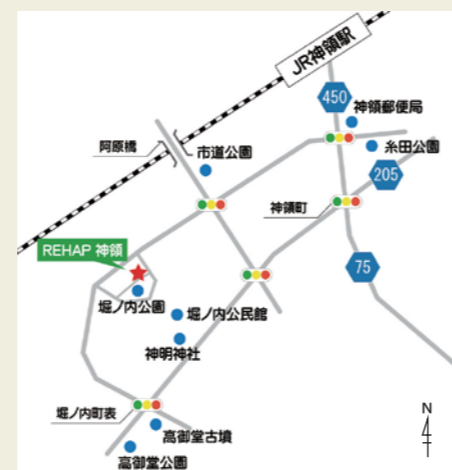 JR神領駅
450
神領郵便局
糸田公園
阿原橋
市道公園
205
神領町
REHAP 神領
75
堀ノ内公園
堀ノ内公民館
神明神社
堀ノ内町表
高御堂古墳
高御堂公園
N
4